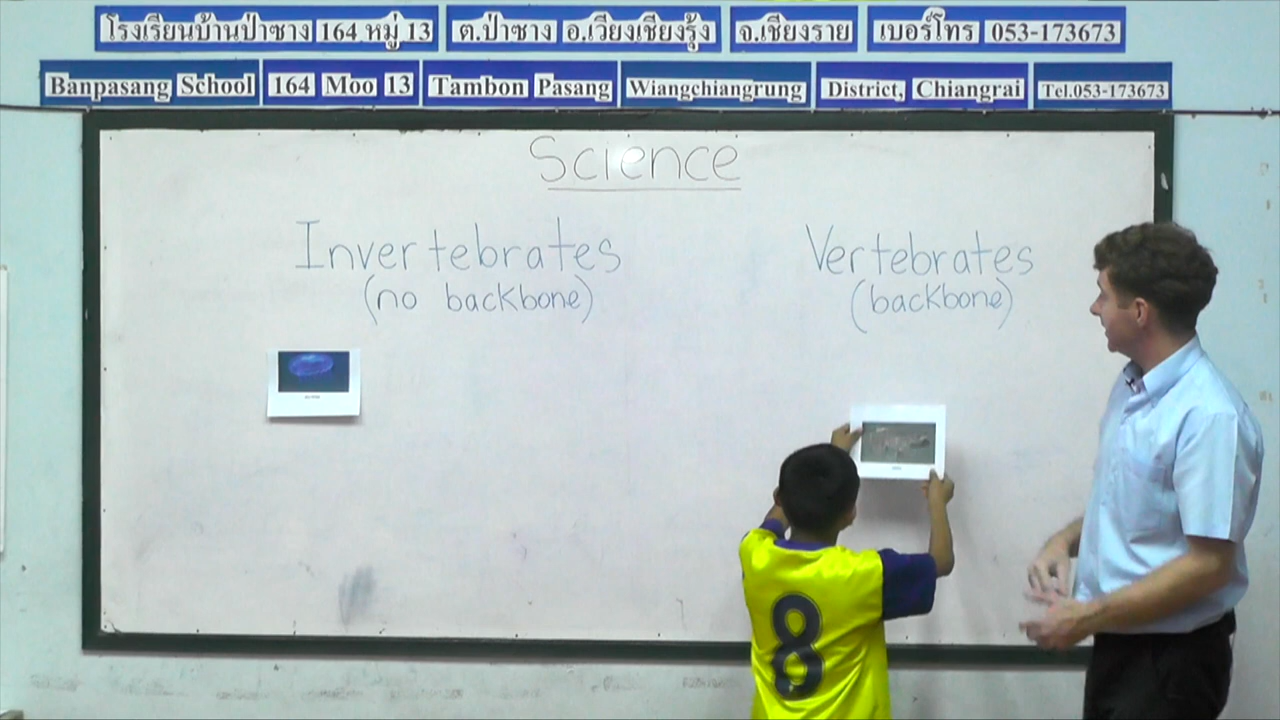 โรงเรียนบ้านป่าซาง 164 หมู่ 13 ต.ป่าซาง อ.เวียงเชียงรุ้ง จ.เชียงราย เบอร์โทร 053-173673
Banpasang School 164 Moo 13 Tambon Pasang Wiangchiangrung District, Chiangrai Tel.053-173673
Science
Invertebrates
(no backbone)
Vertebrates
(backbone)
8